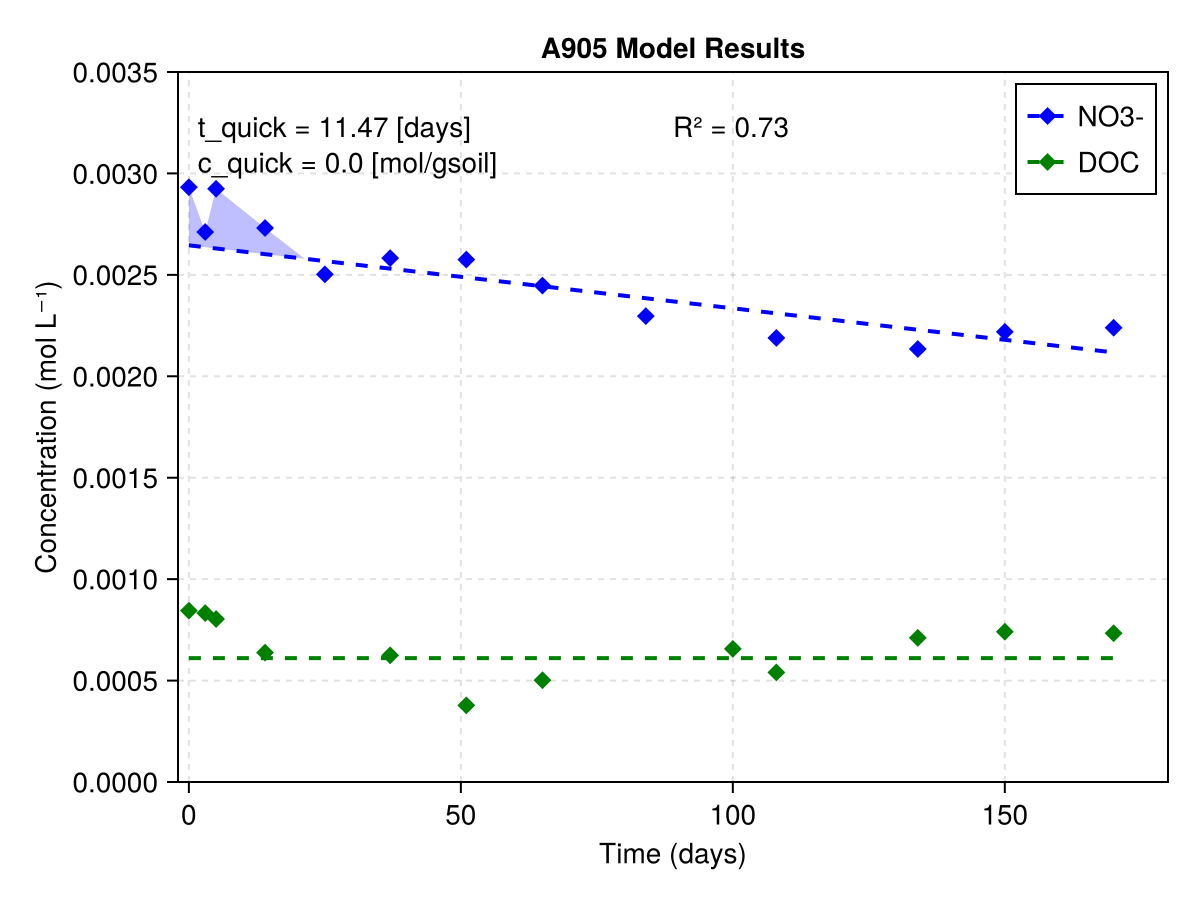 A905 Model Results
t_quick = 11.47 [days]
c_quick = 0.0 [mol/gsoil]
R² = 0.73
NO3-
DOC
Concentration (mol L⁻¹)
0.0035
0.0030
0.0025
0.0020
0.0015
0.0010
0.0005
0.0000
0 50 100 150
Time (days)